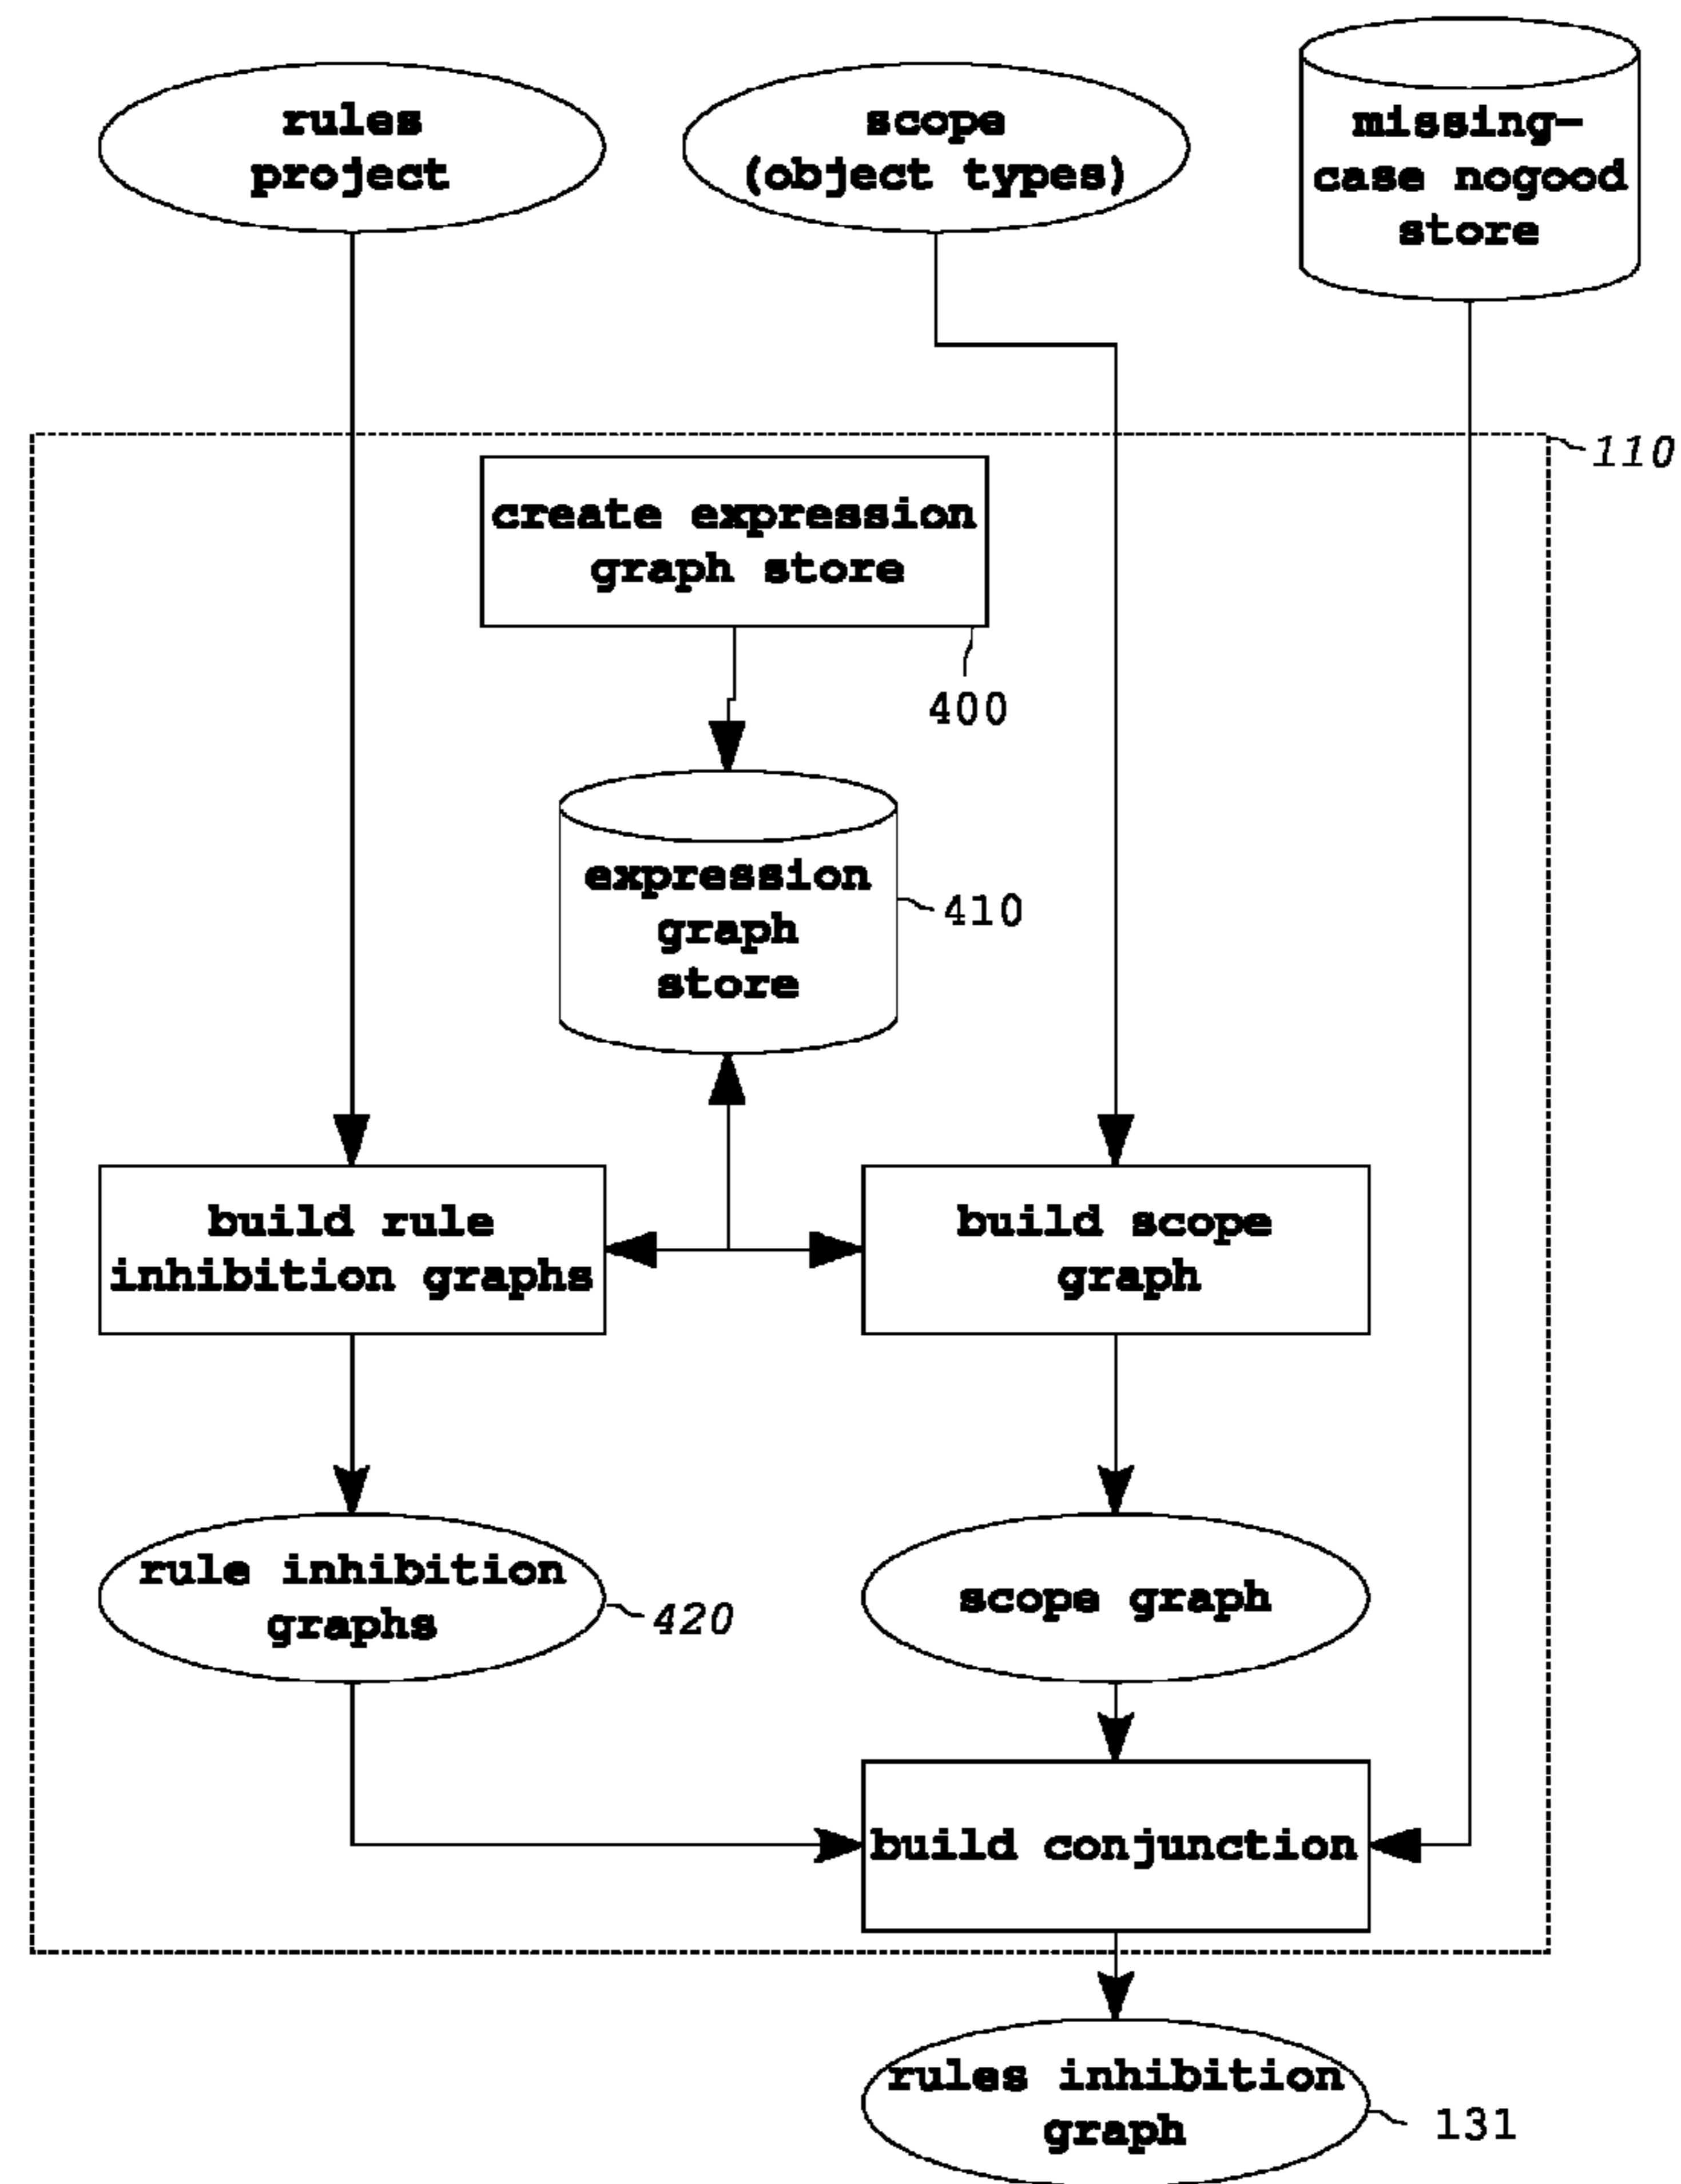 rules
project
scope
(object types)
missing-
case nogood
store
110
create expression
graph store
400
expression
graph
store
410
build rule
inhibition graphs
build scope
graph
rule inhibition
graphs
420
scope graph
build conjunction
rules inhibition
graph
131